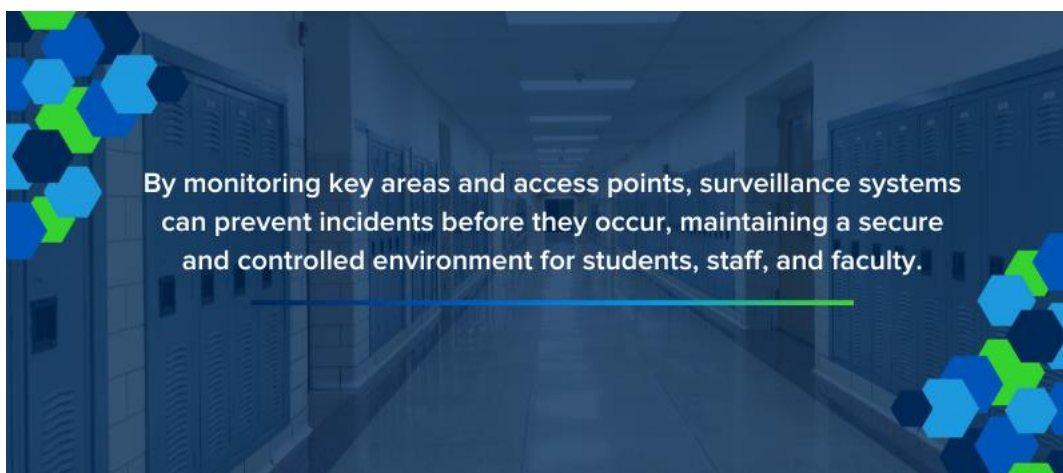 By monitoring key areas and access points, surveillance systems
can prevent incidents before they occur, maintaining a secure
and controlled environment for students, staff, and faculty.